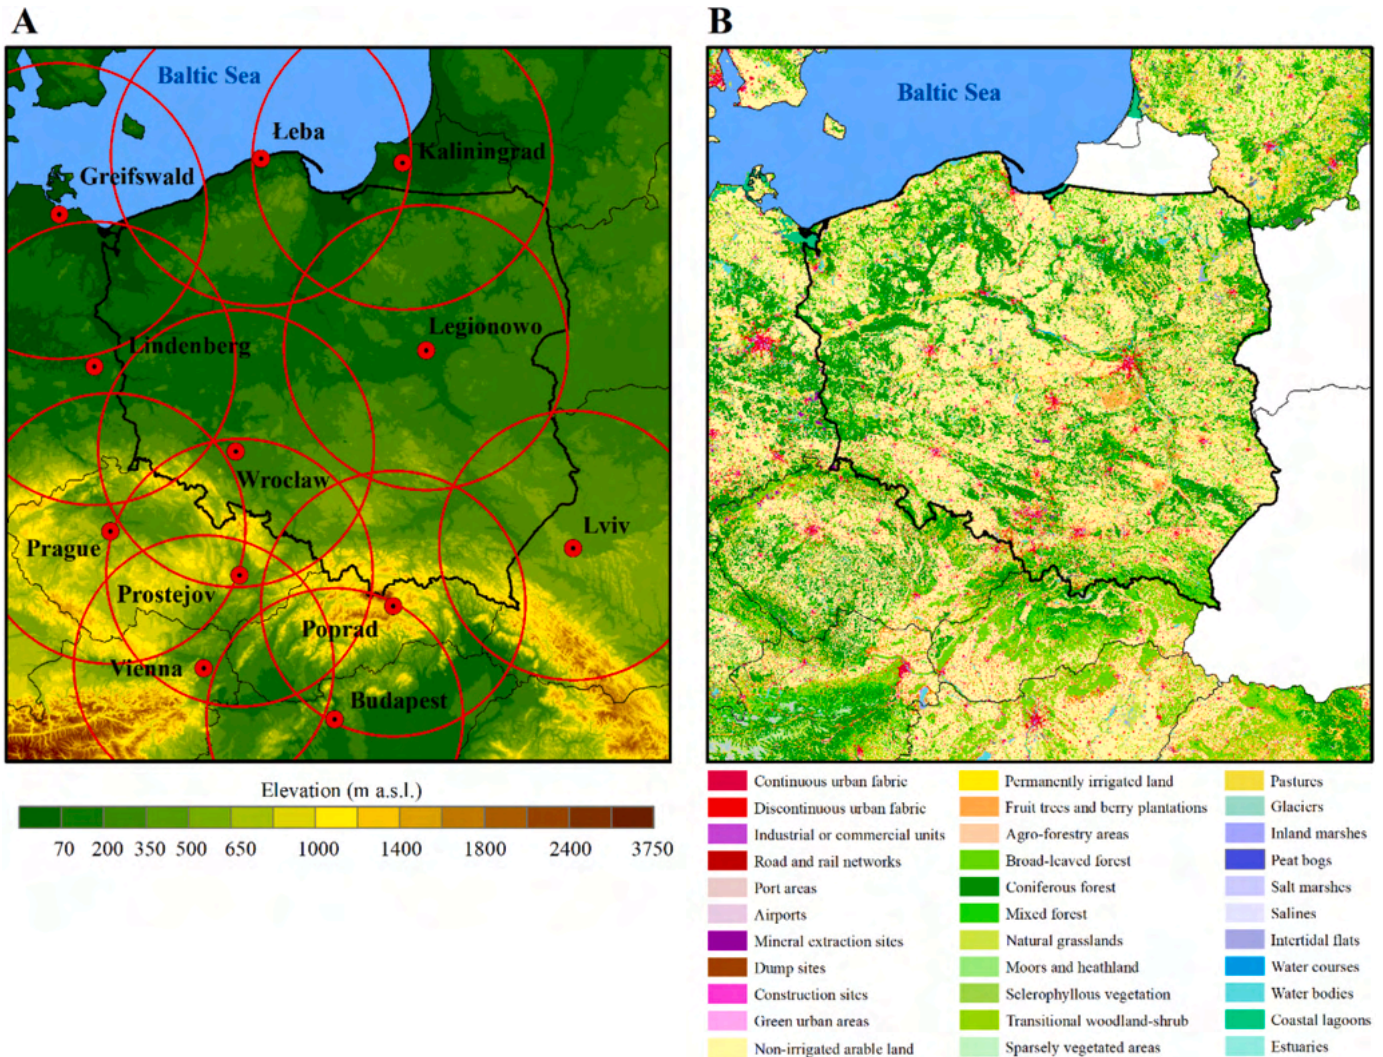 A
B
Baltic Sea
Łeba
Kaliningrad
Greifswald
Legionowo
Lindenberg
Wrocław
Lviv
Prague
Prostejov
Poprad
Vienna
Budapest
Baltic Sea
Elevation (m a.s.l.)
70 200 350 500 650 1000 1400 1800 2400 3750
Continuous urban fabric
Discontinuous urban fabric
Industrial or commercial units
Road and rail networks
Port areas
Airports
Mineral extraction sites
Dump sites
Construction sites
Green urban areas
Non-irrigated arable land
Permanently irrigated land
Fruit trees and berry plantations
Agro-forestry areas
Broad-leaved forest
Coniferous forest
Mixed forest
Natural grasslands
Moors and heathland
Sclerophyllous vegetation
Transitional woodland-shrub
Sparsely vegetated areas
Pastures
Glaciers
Inland marshes
Peat bogs
Salt marshes
Salines
Intertidal flats
Water courses
Water bodies
Coastal lagoons
Estuaries